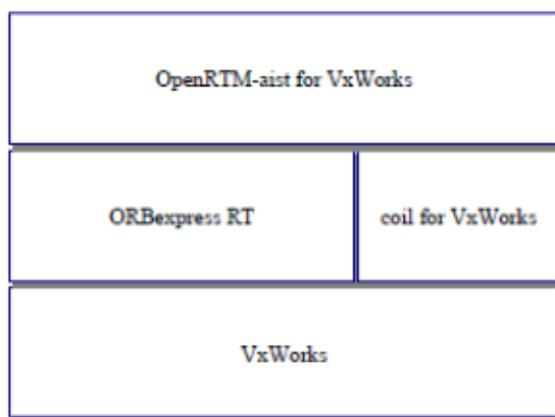 OpenRTM-aist for VxWorks
ORBexpress RT
coil for VxWorks
VxWorks